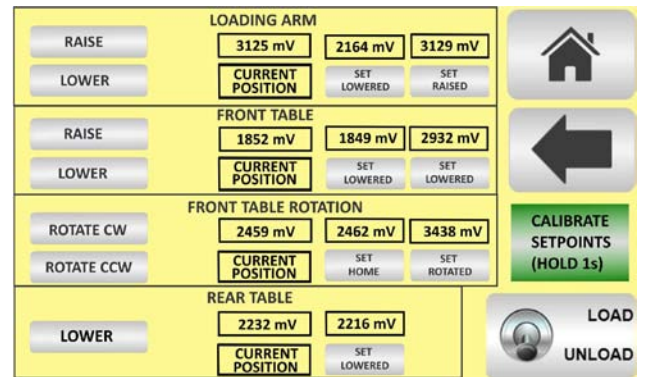 LOADING ARM
RAISE
3125 mV 2164 mV 3129 mV
LOWER
CURRENT POSITION
SET LOWERED
SET RAISED
FRONT TABLE
RAISE
1852 mV 1849 mV 2932 mV
LOWER
CURRENT POSITION
SET LOWERED
SET LOWERED
FRONT TABLE ROTATION
ROTATE CW
2459 mV 2462 mV 3438 mV
ROTATE CCW
CURRENT POSITION
SET HOME
SET ROTATED
REAR TABLE
2232 mV 2216 mV
LOWER
CURRENT POSITION
SET LOWERED
CALIBRATE
SETPOINTS
(HOLD 1s)
LOAD
UNLOAD